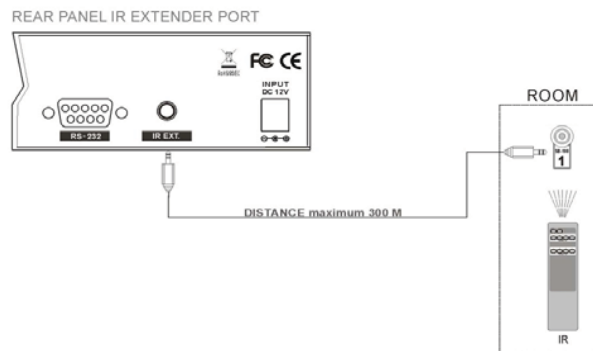 REAR PANEL IR EXTENDER PORT
FC CE
INPUT
DC 12V
RS-232
IR EXT.
ROOM
1
DISTANCE maximum 300 M
IR